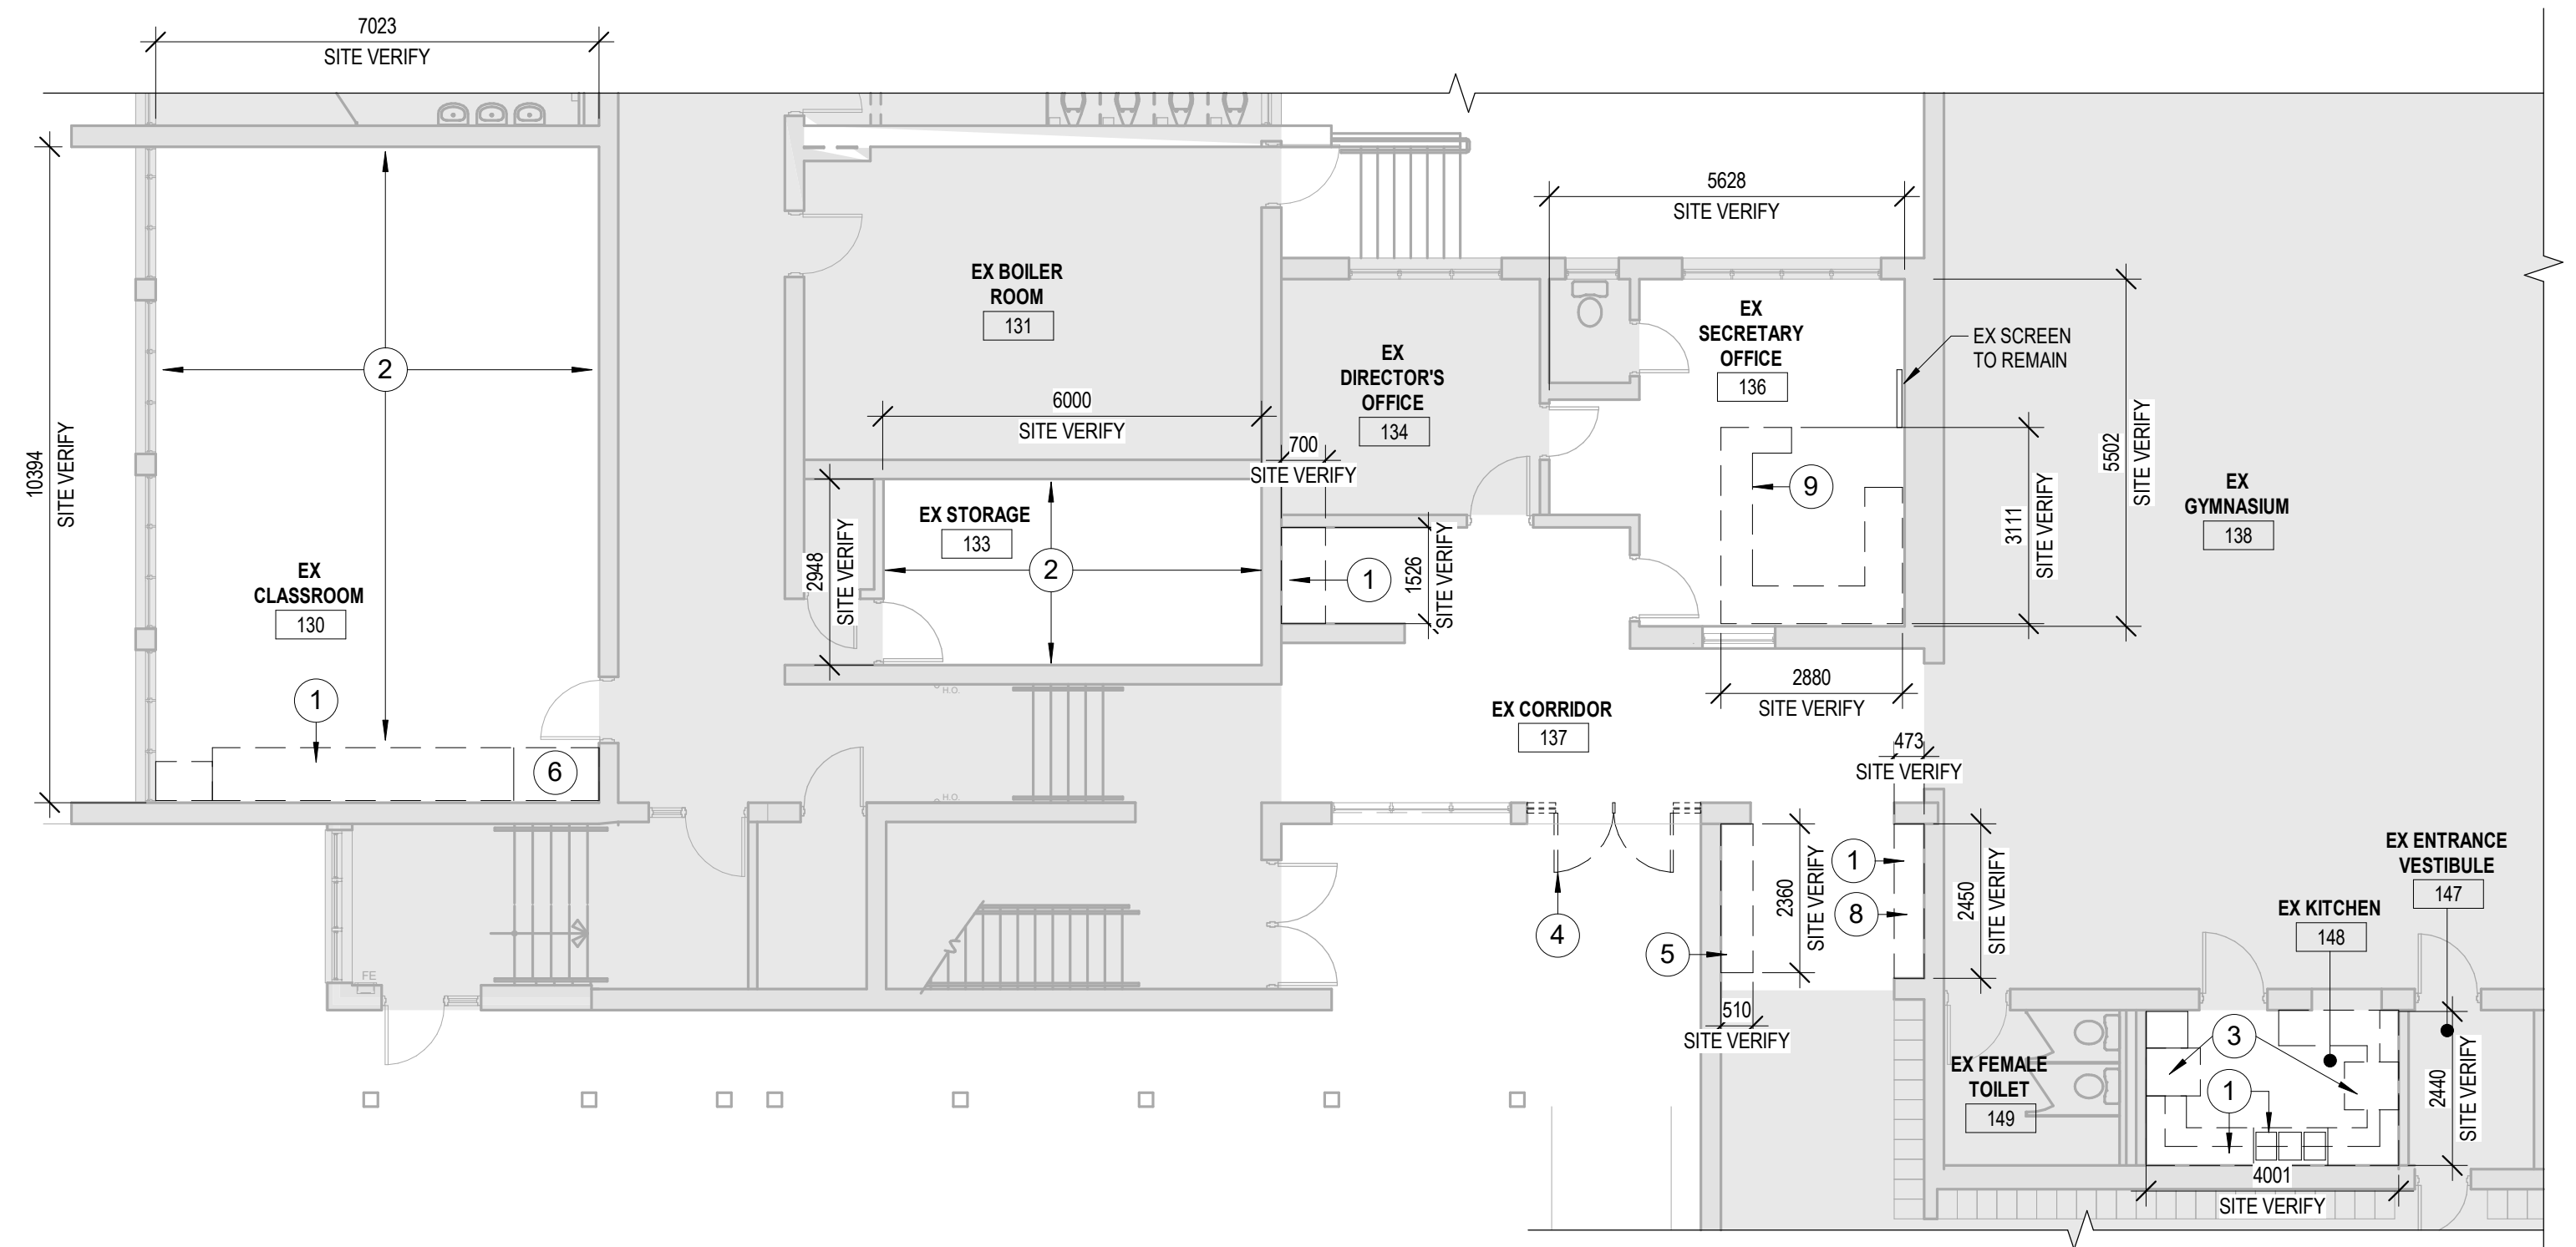 7023
SITE VERIFY
10394
SITE VERIFY
2
EX
CLASSROOM
130
1
6
EX BOILER
ROOM
131
6000
SITE VERIFY
700
SITE VERIFY
EX STORAGE
133
2948
SITE VERIFY
2
1
1526
SITE VERIFY
EX
DIRECTOR'S
OFFICE
134
5628
SITE VERIFY
EX
SECRETARY
OFFICE
136
EX SCREEN
TO REMAIN
9
5502
SITE VERIFY
3111
SITE VERIFY
2880
SITE VERIFY
EX
GYMNASIUM
138
EX CORRIDOR
137
473
SITE VERIFY
H.O.
H.O.
FE
4
5
2360
SITE VERIFY
510
SITE VERIFY
1
8
2450
SITE VERIFY
EX ENTRANCE
VESTIBULE
147
EX KITCHEN
148
EX FEMALE
TOILET
149
3
1
2440
SITE VERIFY
4001
SITE VERIFY